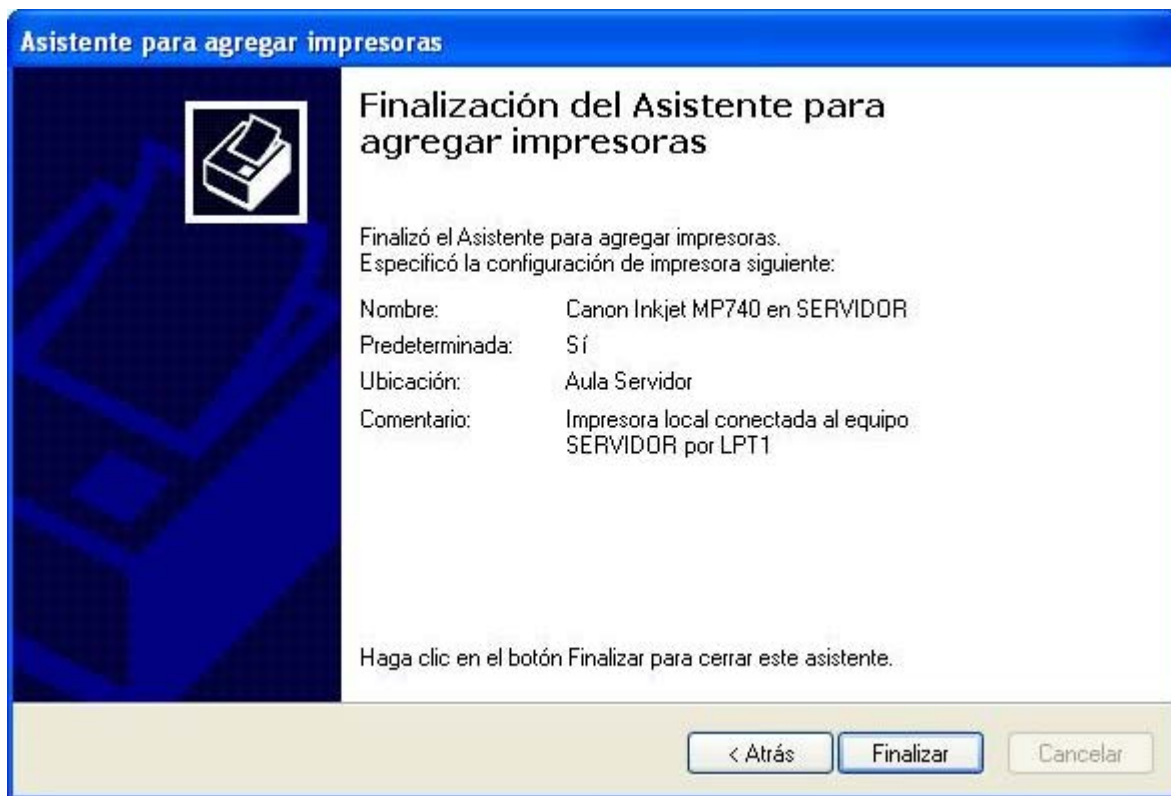 Asistente para agregar impresoras
Finalización del Asistente para
agregar impresoras
Finalizó el Asistente para agregar impresoras.
Especificó la configuración de impresora siguiente:
Nombre: Canon Inkjet MP740 en SERVIDOR
Predeterminada: Sí
Ubicación: Aula Servidor
Comentario: Impresora local conectada al equipo
SERVIDOR por LPT1
Haga clic en el botón Finalizar para cerrar este asistente.
< Atrás Finalizar Cancelar